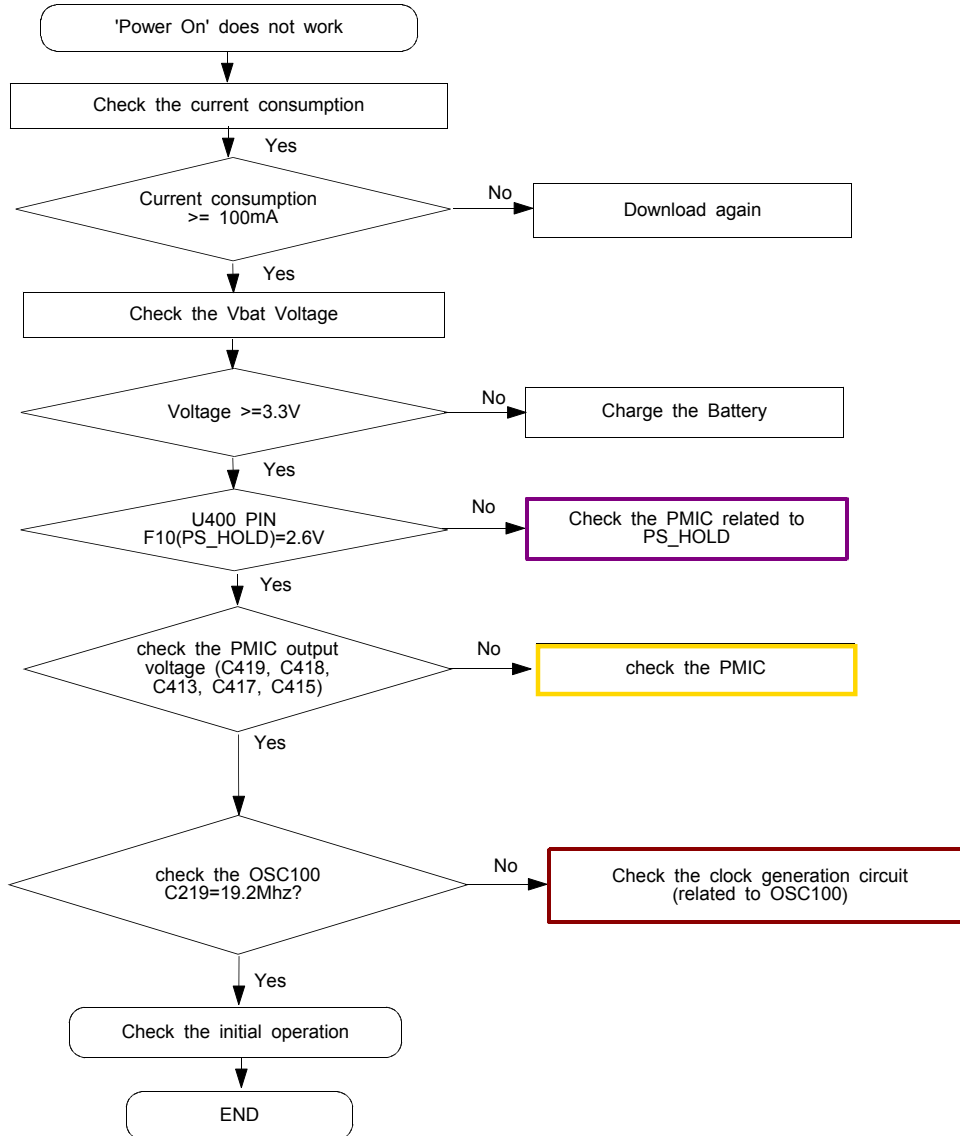 'Power On' does not work
Check the current consumption
Yes
Current consumption
>= 100mA
No
Download again
Yes
Check the Vbat Voltage
Voltage >=3.3V
No
Charge the Battery
Yes
U400 PIN
F10(PS_HOLD)=2.6V
No
Check the PMIC related to
PS_HOLD
Yes
check the PMIC output
voltage (C419, C418,
C413, C417, C415)
No
check the PMIC
Yes
check the OSC100
C219=19.2Mhz?
No
Check the clock generation circuit
(related to OSC100)
Yes
Check the initial operation
END